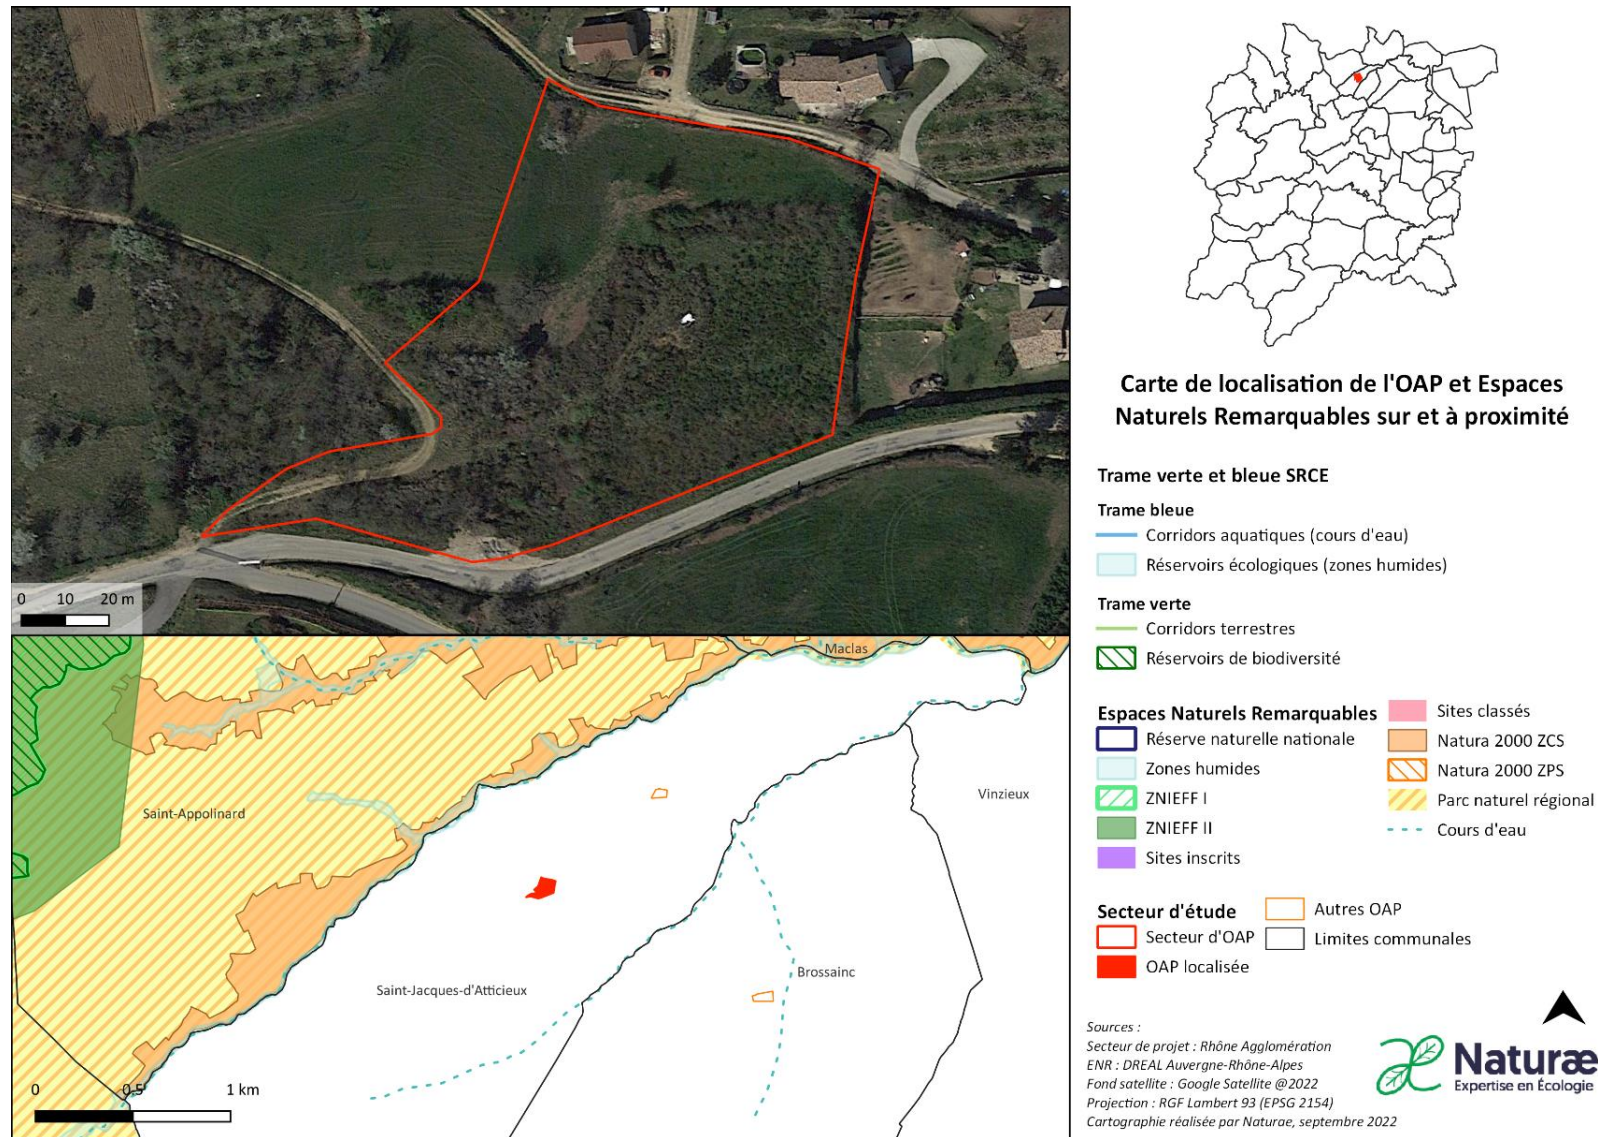 Carte de localisation de l'OAP et Espaces
Naturels Remarquables sur et à proximité
Trame verte et bleue SRCE
Trame bleue
Corridors aquatiques (cours d'eau)
Réservoirs écologiques (zones humides)
Trame verte
Corridors terrestres
Réservoirs de biodiversité
Espaces Naturels Remarquables
Réserve naturelle nationale
Zones humides
ZNIEFF I
ZNIEFF II
Sites inscrits
Sites classés
Natura 2000 ZCS
Natura 2000 ZPS
Parc naturel régional
Cours d'eau
Secteur d'étude
Secteur d'OAP
OAP localisée
Autres OAP
Limites communales
Sources :
Secteur de projet : Rhône Agglomération
ENR : DREAL Auvergne-Rhône-Alpes
Fond satellite : Google Satellite @2022
Projection : RGF Lambert 93 (EPSG 2154)
Cartographie réalisée par Naturae, septembre 2022
Naturæ
Expertise en Écologie
0 10 20 m
Maclas
Saint-Appolinard
Vinzieux
Brossainc
Saint-Jacques-d'Atticieux
0 0.5 1 km